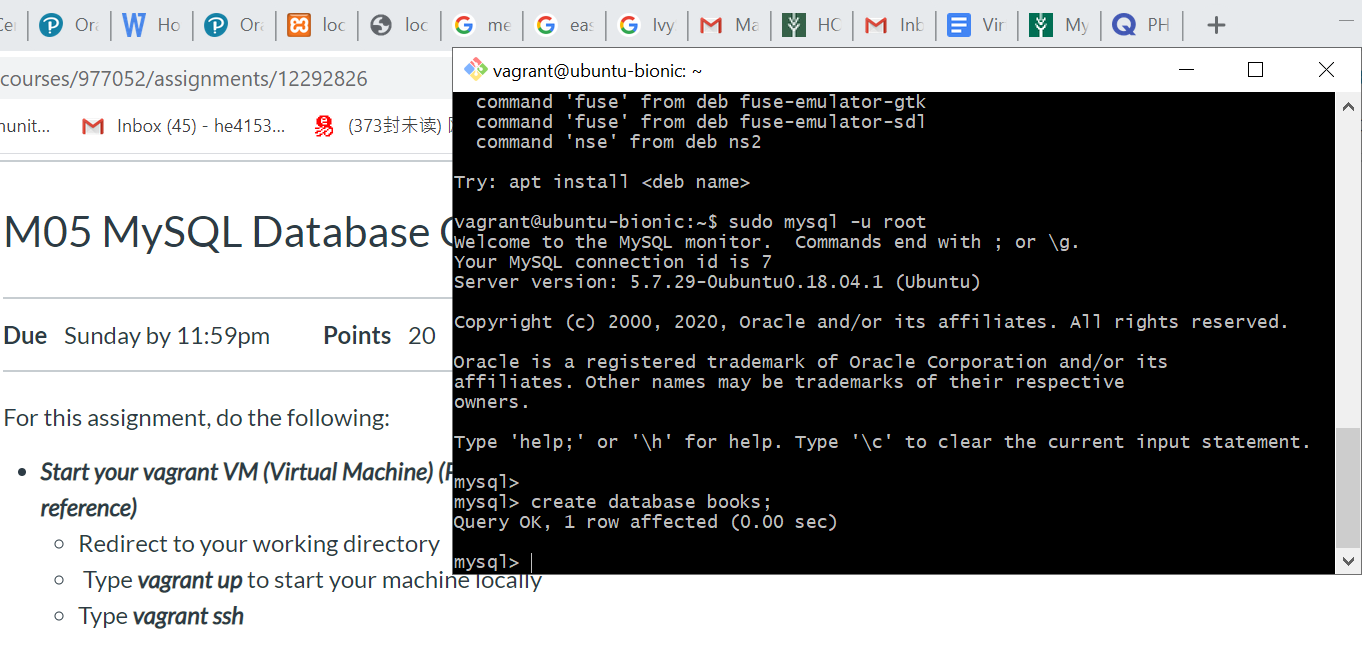 Ho
loc
loc
me
eas
Ivy
Ma
HC
Inb
Vir
My
PH
courses/977052/assignments/12292826
Inbox (45) - he4153...
(373封未读)
M05 MySQL Database
Due Sunday by 11:59pm Points 20
For this assignment, do the following:
Start your vagrant VM (Virtual Machine)
reference)
Redirect to your working directory
Type vagrant up to start your machine locally
Type vagrant ssh
vagrant@ubuntu-bionic: ~
command 'fuse' from deb fuse-emulator-gtk
command 'fuse' from deb fuse-emulator-sdl
command 'nse' from deb ns2
Try: apt install <deb name>
vagrant@ubuntu-bionic:~$ sudo mysql -u root
Welcome to the MySQL monitor.  Commands end with ; or \g.
Your MySQL connection id is 7
Server version: 5.7.29-0ubuntu0.18.04.1 (Ubuntu)
Copyright (c) 2000, 2020, Oracle and/or its affiliates. All rights reserved.
Oracle is a registered trademark of Oracle Corporation and/or its
affiliates. Other names may be trademarks of their respective
owners.
Type 'help;' or '\h' for help. Type '\c' to clear the current input statement.
mysql>
mysql> create database books;
Query OK, 1 row affected (0.00 sec)
mysql>